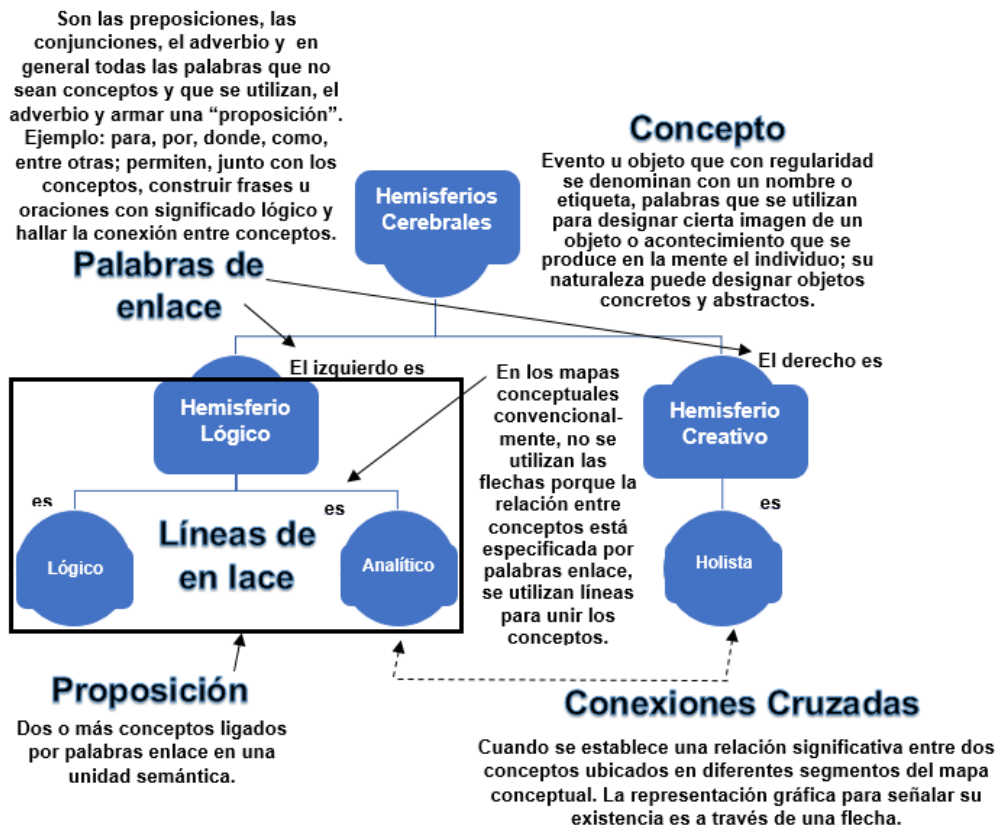 Son las preposiciones, las
conjunciones, el adverbio y en
general todas las palabras que no
sean conceptos y que se utilizan, el
adverbio y armar una “proposición”.
Ejemplo: para, por, donde, como,
entre otras; permiten, junto con los
conceptos, construir frases u
oraciones con significado lógico y
hallar la conexión entre conceptos.
Palabras de
enlace
Hemisferios
Cerebrales
Concepto
Evento u objeto que con regularidad
se denominan con un nombre o
etiqueta, palabras que se utilizan
para designar cierta imagen de un
objeto o acontecimiento que se
produce en la mente el individuo; su
naturaleza puede designar objetos
concretos y abstractos.
El izquierdo es
El derecho es
Hemisferio
Lógico
En los mapas
conceptuales
convencional-
mente, no se
utilizan las
flechas porque la
relación entre
conceptos está
especificada por
palabras enlace,
se utilizan líneas
para unir los
conceptos.
Hemisferio
Creativo
es
es
es
Líneas de
en lace
Lógico
Analítico
Holista
Proposición
Dos o más conceptos ligados
por palabras enlace en una
unidad semántica.
Conexiones Cruzadas
Cuando se establece una relación significativa entre dos
conceptos ubicados en diferentes segmentos del mapa
conceptual. La representación gráfica para señalar su
existencia es a través de una flecha.